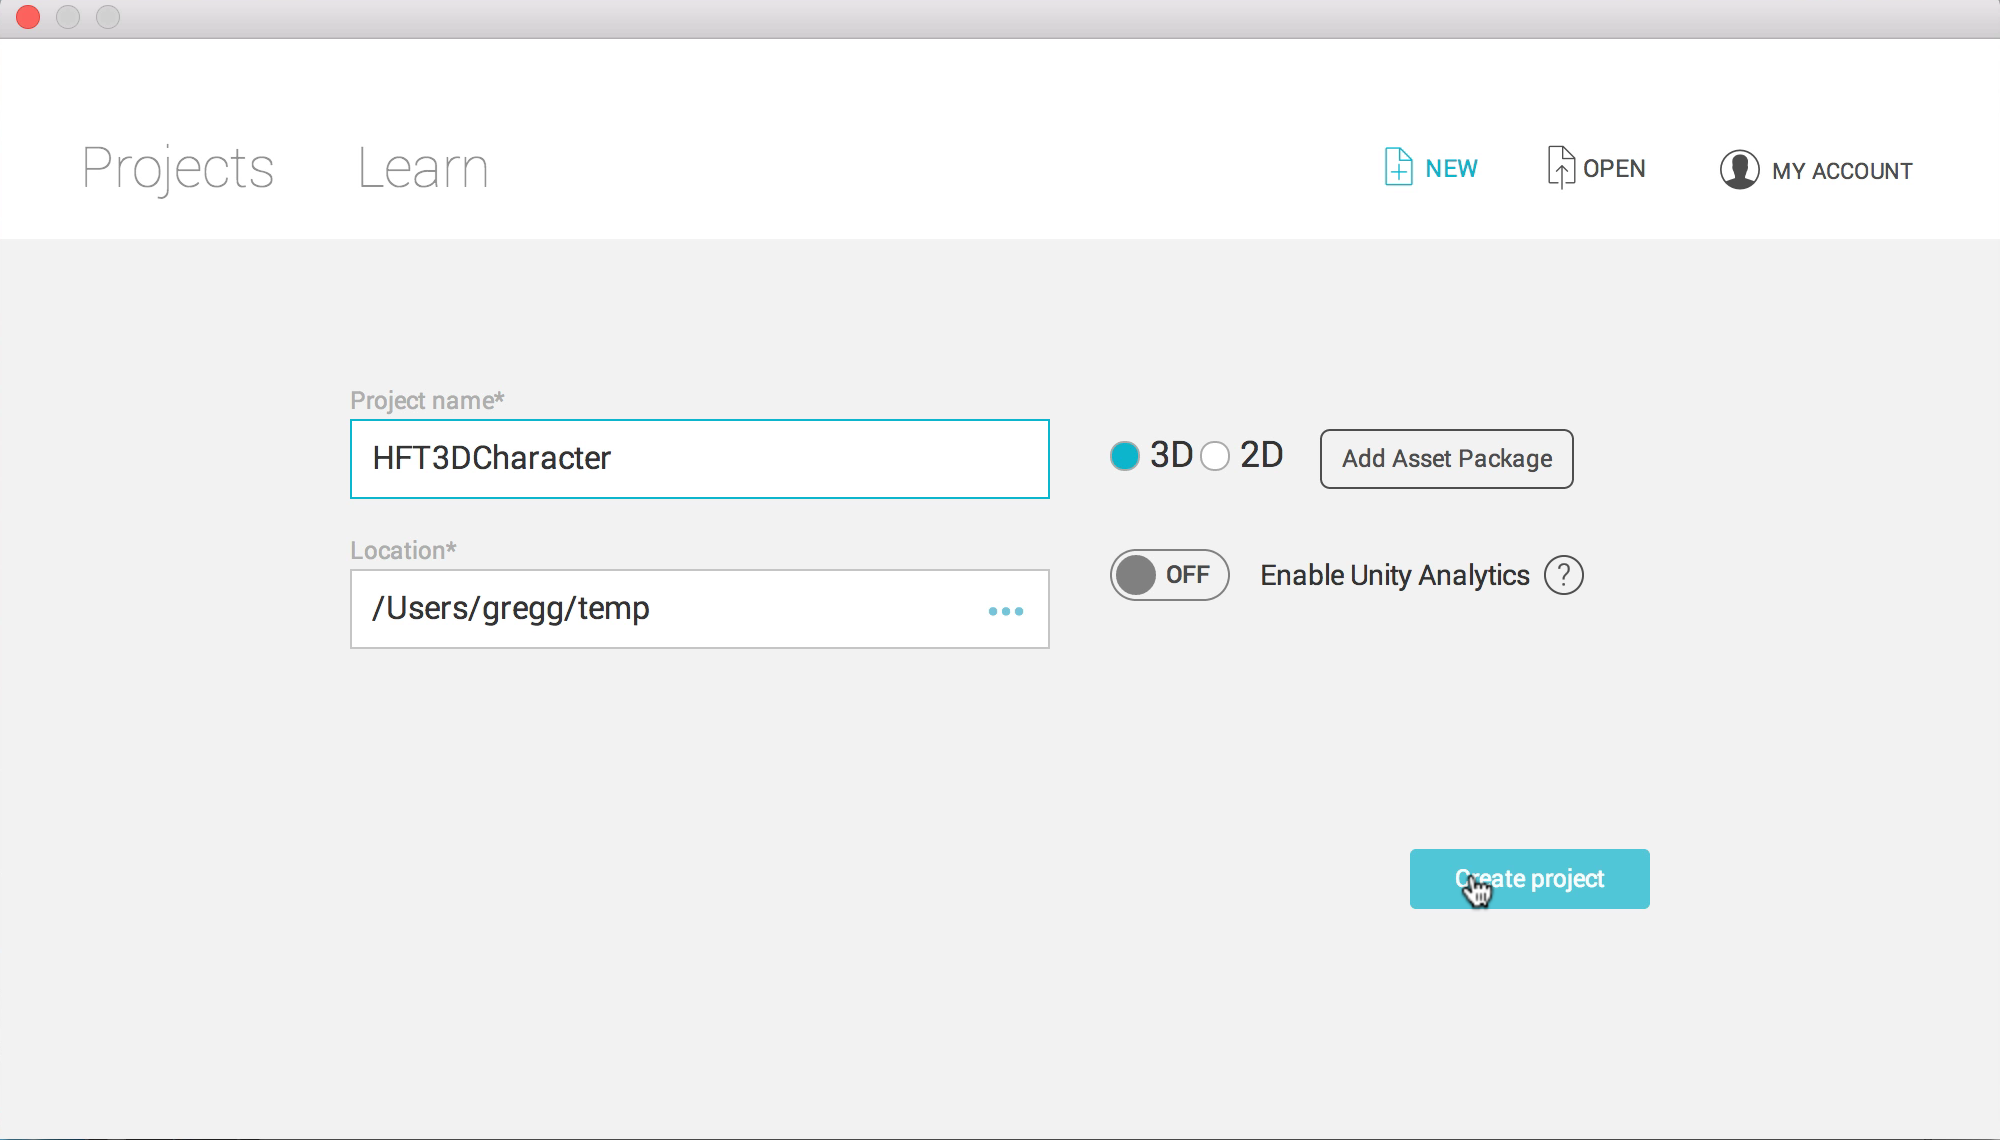 Projects Learn NEW OPEN MY ACCOUNT
Project name*
HFT3DCharacter 3D 2D Add Asset Package
Location*
/Users/gregg/temp ... OFF Enable Unity Analytics ?
Create project